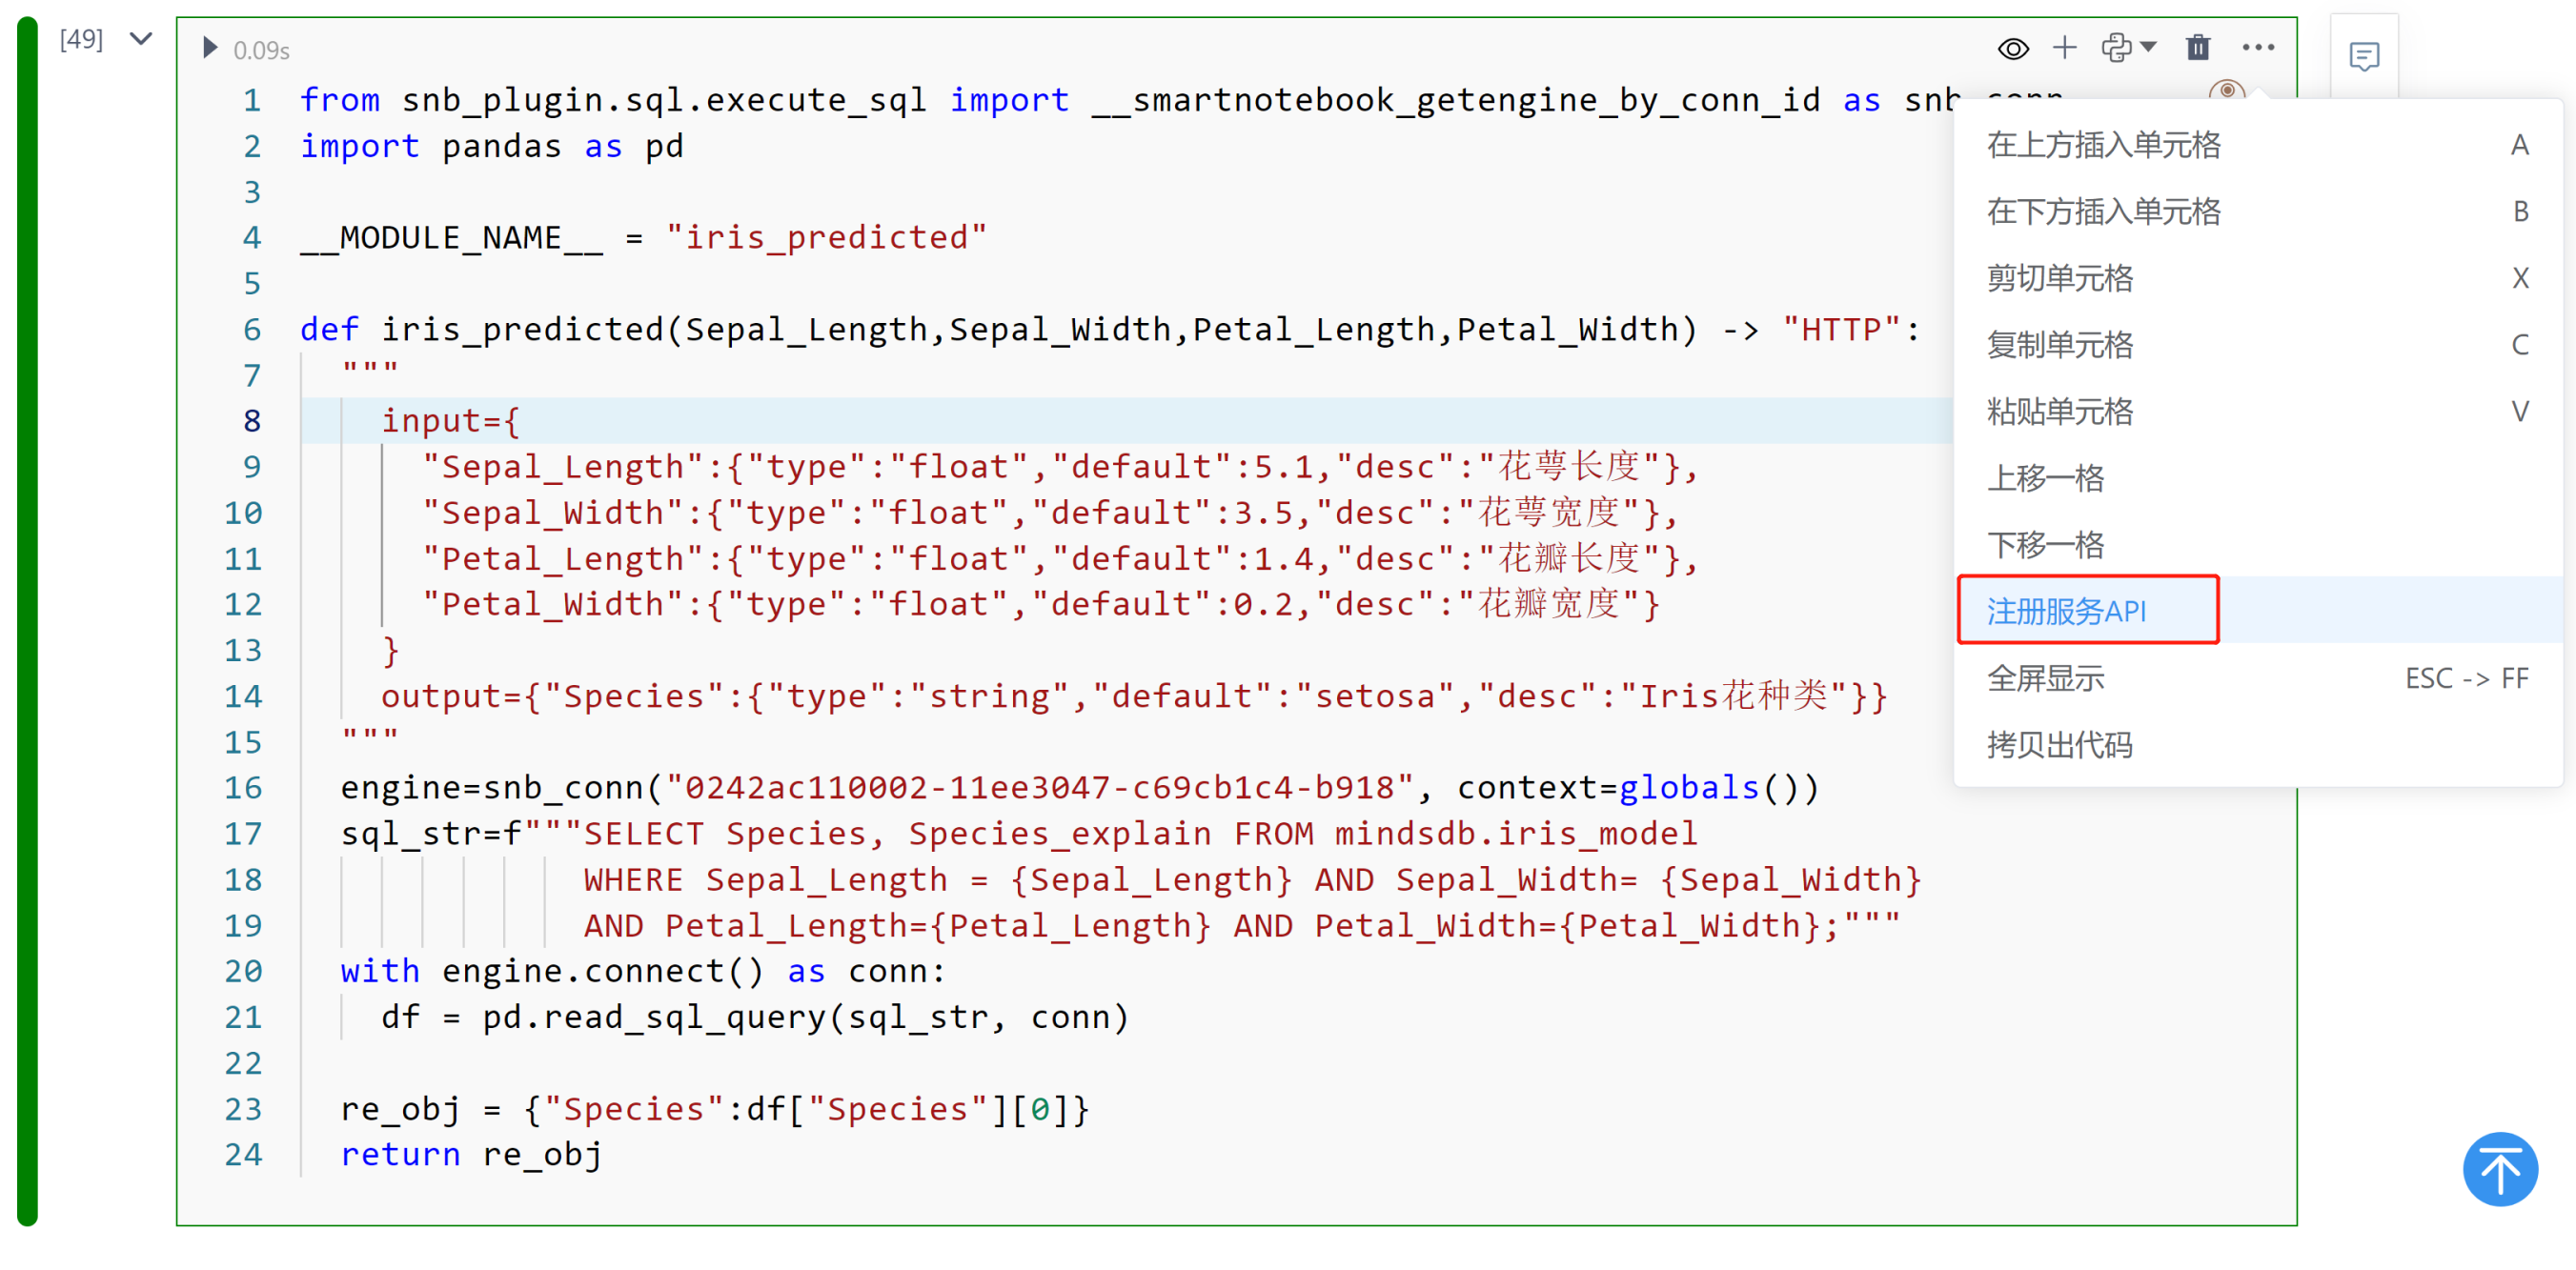 [49]
0.09s
1 from snb_plugin.sql.execute_sql import __smartnotebook_getengine_by_conn_id as snb_conn
2 import pandas as pd
3
4 __MODULE_NAME__ = "iris_predicted"
5
6 def iris_predicted(Sepal_Length,Sepal_Width,Petal_Length,Petal_Width) -> "HTTP":
7 """
8 input={
9 "Sepal_Length":{"type":"float","default":5.1,"desc":"花萼长度"},
10 "Sepal_Width":{"type":"float","default":3.5,"desc":"花萼宽度"},
11 "Petal_Length":{"type":"float","default":1.4,"desc":"花瓣长度"},
12 "Petal_Width":{"type":"float","default":0.2,"desc":"花瓣宽度"}
13 }
14 output={"Species":{"type":"string","default":"setosa","desc":"Iris花种类"}}
15 """
16 engine=snb_conn("0242ac110002-11ee3047-c69cb1c4-b918", context=globals())
17 sql_str=f"""SELECT Species, Species_explain FROM mindsdb.iris_model
18 WHERE Sepal_Length = {Sepal_Length} AND Sepal_Width= {Sepal_Width}
19 AND Petal_Length={Petal_Length} AND Petal_Width={Petal_Width};"""
20 with engine.connect() as conn:
21 df = pd.read_sql_query(sql_str, conn)
22
23 re_obj = {"Species":df["Species"][0]}
24 return re_obj
在上方插入单元格 A
在下方插入单元格 B
剪切单元格 X
复制单元格 C
粘贴单元格 V
上移一格
下移一格
注册服务API
全屏显示 ESC -> FF
拷贝出代码